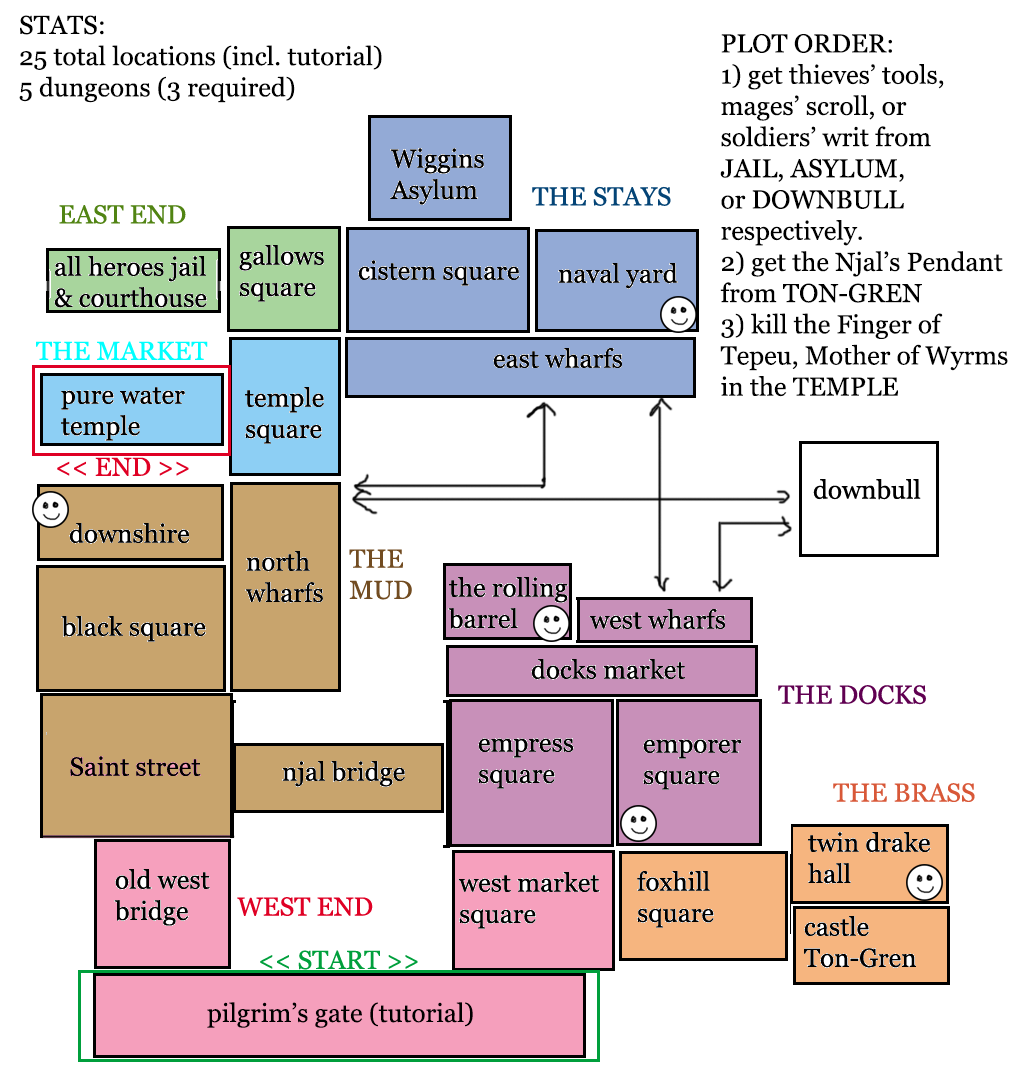 STATS:
25 total locations (incl. tutorial)
5 dungeons (3 required)
PLOT ORDER:
1) get thieves’ tools,
mages’ scroll, or
soldiers’ writ from
JAIL, ASYLUM,
or DOWNBULL
respectively.
2) get the Njal’s Pendant
from TON-GREN
3) kill the Finger of
Tepeu, Mother of Wyrms
in the TEMPLE
Wiggins
Asylum
THE STAYS
EAST END
all heroes jail
& courthouse
gallows
square
cistern square
naval yard
THE MARKET
east wharfs
pure water
temple
temple
square
<< END >>
downbull
downshire
north
wharfs
THE
MUD
black square
the rolling
barrel
west wharfs
docks market
THE DOCKS
Saint street
njal bridge
empress
square
emporer
square
THE BRASS
twin drake
hall
old west
bridge
WEST END
west market
square
foxhill
square
castle
Ton-Gren
<< START >>
pilgrim’s gate (tutorial)